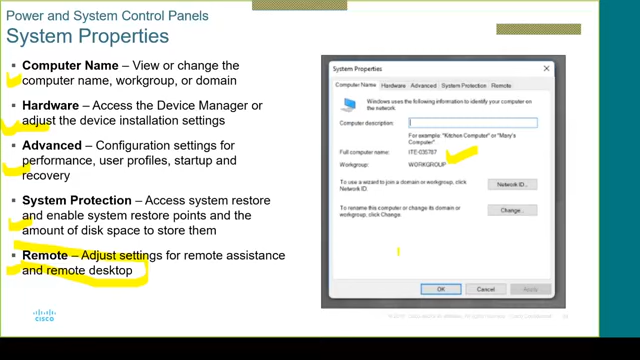 Power and System Control Panels
System Properties
Computer Name – View or change the
computer name, workgroup, or domain
Hardware – Access the Device Manager or
adjust the device installation settings
Advanced – Configuration settings for
performance, user profiles, startup and
recovery
System Protection – Access system restore
and enable system restore points and the
amount of disk space to store them
Remote – Adjust settings for remote assistance
and remote desktop
System Properties
Computer Name Hardware Advanced System Protection Remote
Windows uses the following information to identify your computer on
the network.
Computer description:
For example: "Kitchen Computer" or "Mary's
Computer".
Full computer name: ITE-035787
Workgroup: WORKGROUP
To use a wizard to join a domain or workgroup, click
Network ID.
Network ID...
To rename this computer or change its domain or
workgroup, click Change.
Change...
OK Cancel Apply
CISCO